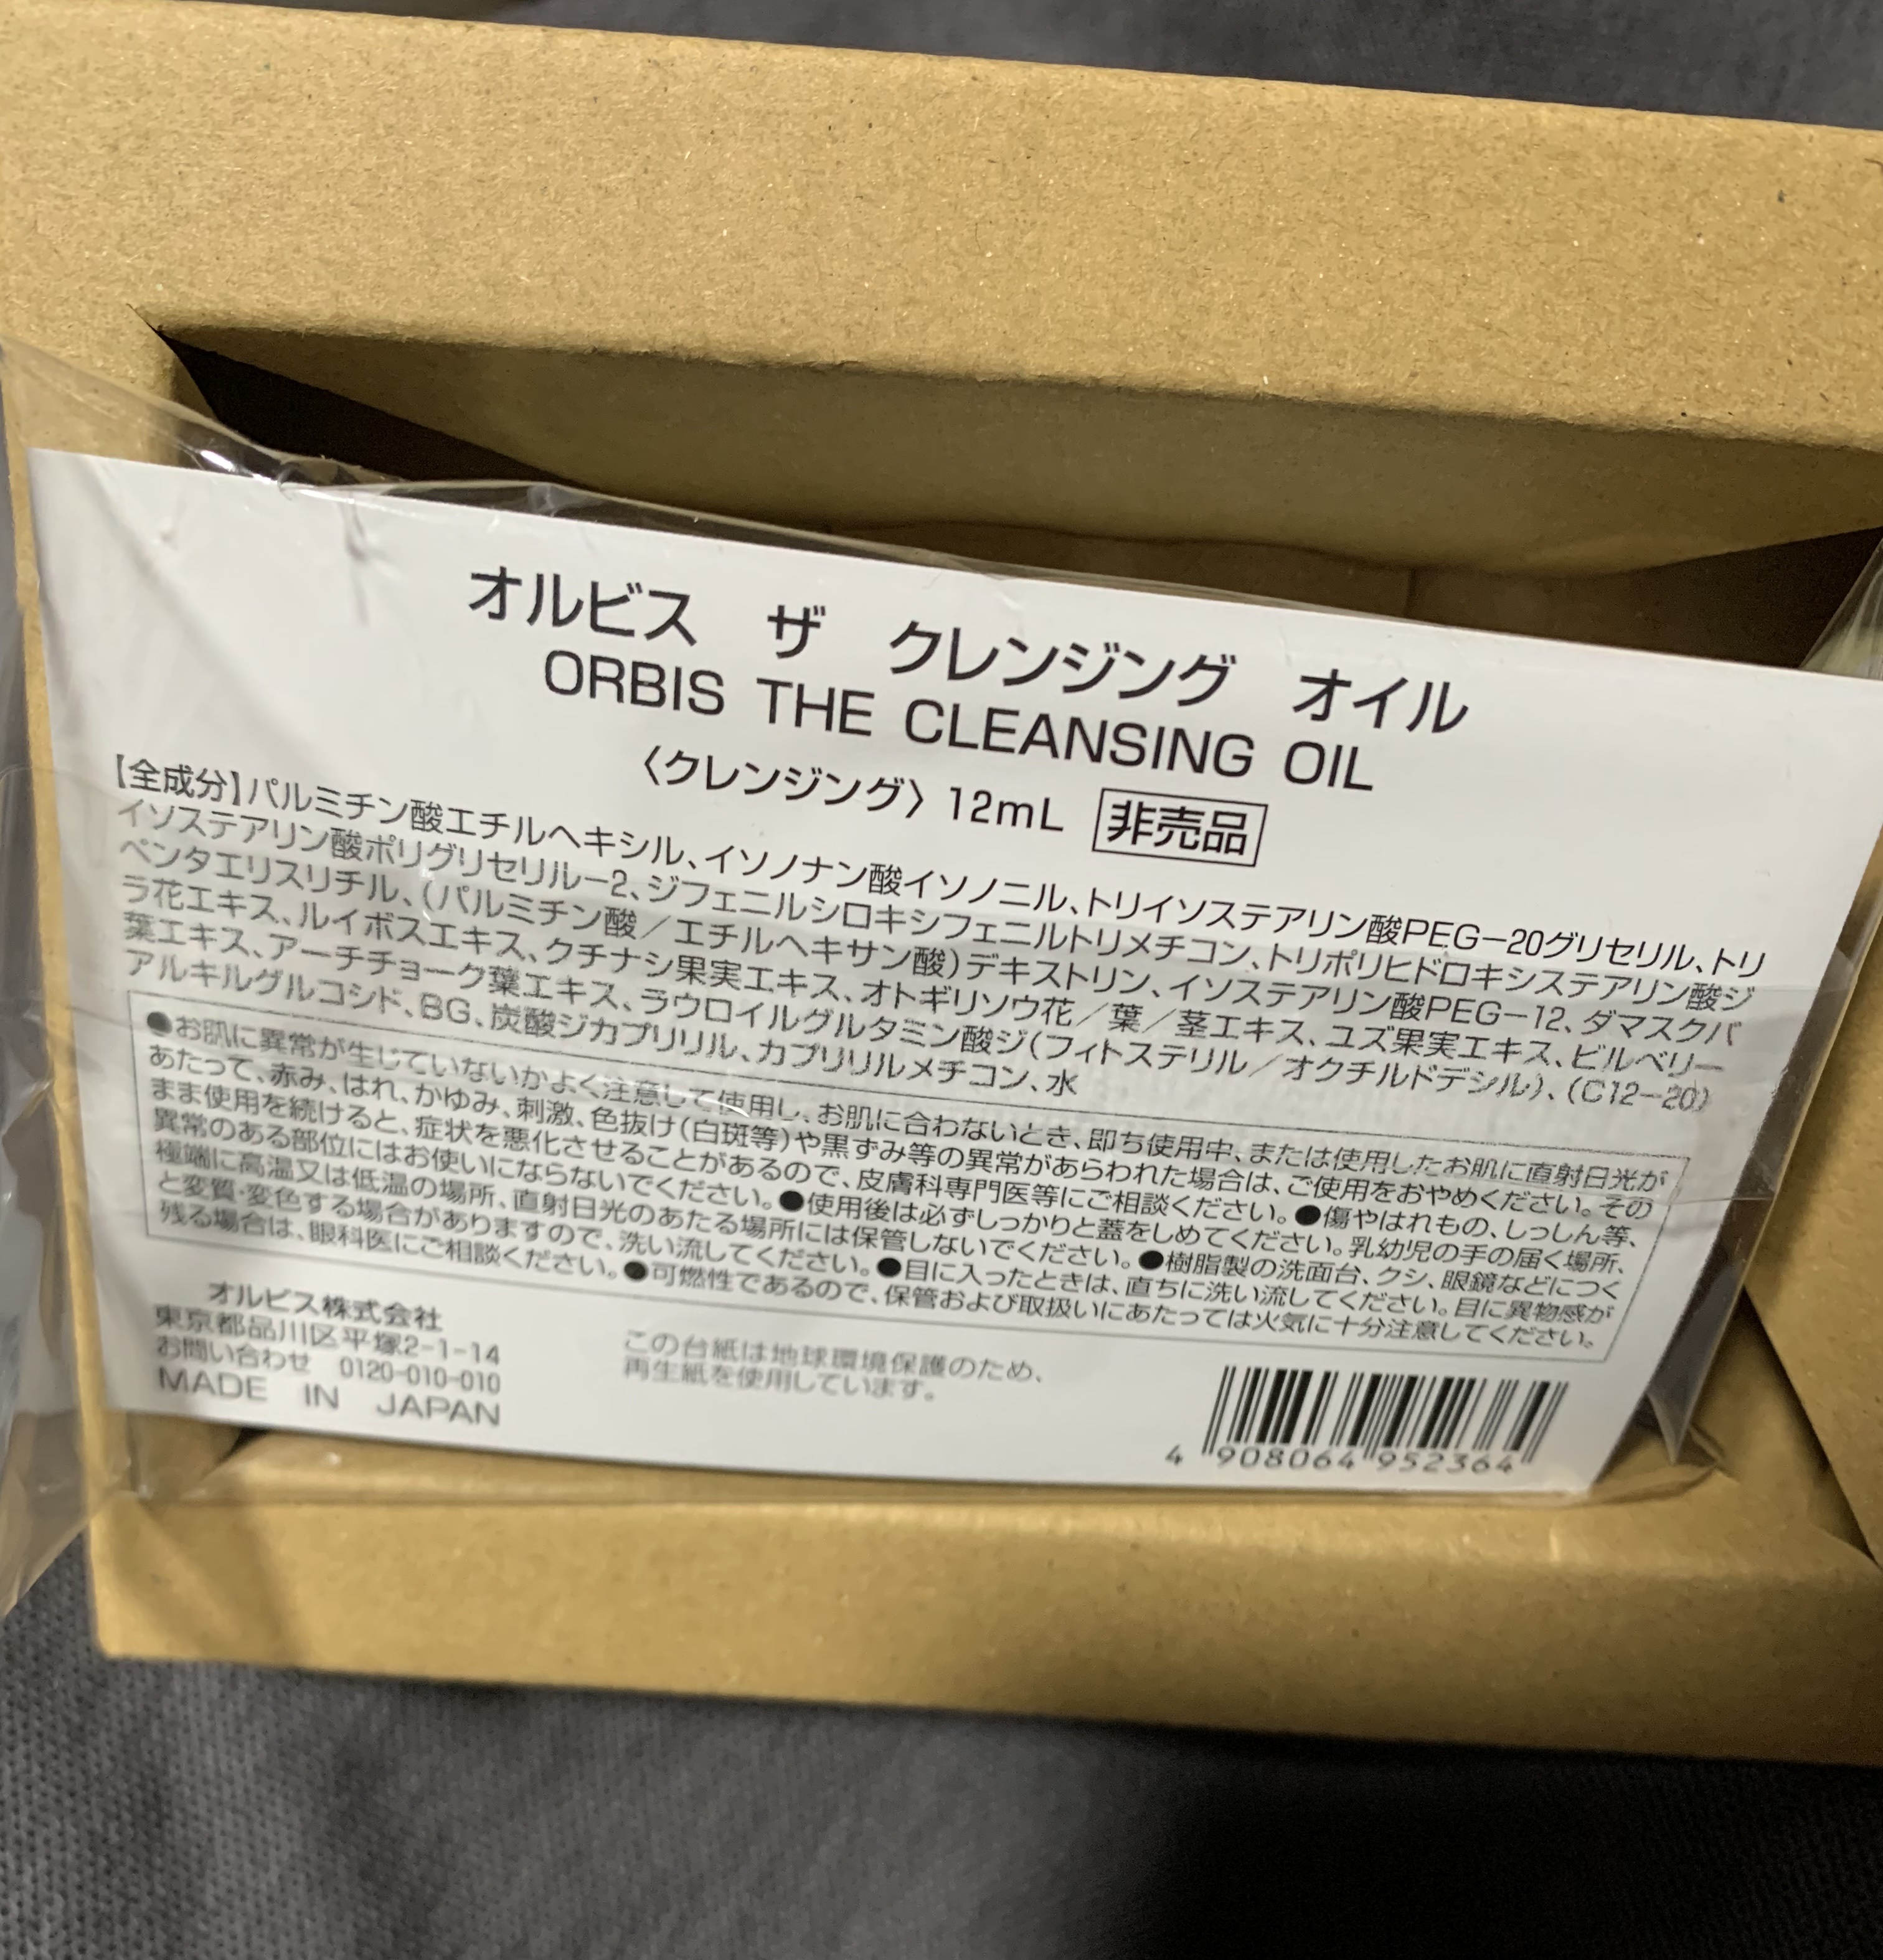 オルビス ザ クレンジング オイル
ORBIS THE CLEANSING OIL
〈クレンジング〉 12mL 非売品
【全成分】パルミチン酸エチルヘキシル、イソノナン酸イソノニル、トリイソステアリン酸PEG-20グリセリル、トリ
イソステアリン酸ポリグリセリル-2、ジフェニルシロキシフェニルトリメチコン、トリポリヒドロキシステアリン酸ジ
ペンタエリスリチル、(パルミチン酸/エチルヘキサン酸)デキストリン、イソステアリン酸PEG-12、ダマスクバ
ラ花エキス、ルイボスエキス、クチナシ果実エキス、オトギリソウ花/葉/茎エキス、ユズ果実エキス、ビルベリー
葉エキス、アーチチョーク葉エキス、ラウロイルグルタミン酸ジ(フィトステリル/オクチルドデシル)、(C12-20)
アルキルグルコシド、BG、炭酸ジカプリリル、カプリリルメチコン、水
●お肌に異常が生じていないかよく注意して使用し、お肌に合わないとき、即ち使用中、または使用したお肌に直射日光が
あたって、赤み、はれ、かゆみ、刺激、色抜け(白斑等)や黒ずみ等の異常があらわれた場合は、ご使用をおやめください。その
まま使用を続けると、症状を悪化させることがあるので、皮膚科専門医等にご相談ください。●傷やはれもの、しっしん等、
異常のある部位にはお使いにならないでください。●使用後は必ずしっかりと蓋をしめてください。乳幼児の手の届く場所、
極端に高温又は低温の場所、直射日光のあたる場所には保管しないでください。●樹脂製の洗面台、クシ、眼鏡などにつく
と変質・変色する場合がありますので、洗い流してください。●目に入ったときは、直ちに洗い流してください。目に異物感が
残る場合は、眼科医にご相談ください。●可燃性であるので、保管および取扱いにあたっては火気に十分注意してください。
オルビス株式会社
東京都品川区平塚2-1-14
お問い合わせ 0120-010-010
MADE IN JAPAN
この台紙は地球環境保護のため、
再生紙を使用しています。
4 908064 952364